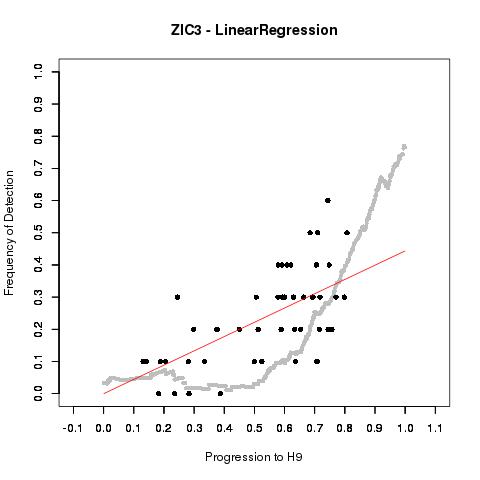 ZIC3 - LinearRegression
Frequency of Detection
1.0
0.9
0.8
0.7
0.6
0.5
0.4
0.3
0.2
0.1
0.0
-0.1 0.0 0.1 0.2 0.3 0.4 0.5 0.6 0.7 0.8 0.9 1.0 1.1
Progression to H9